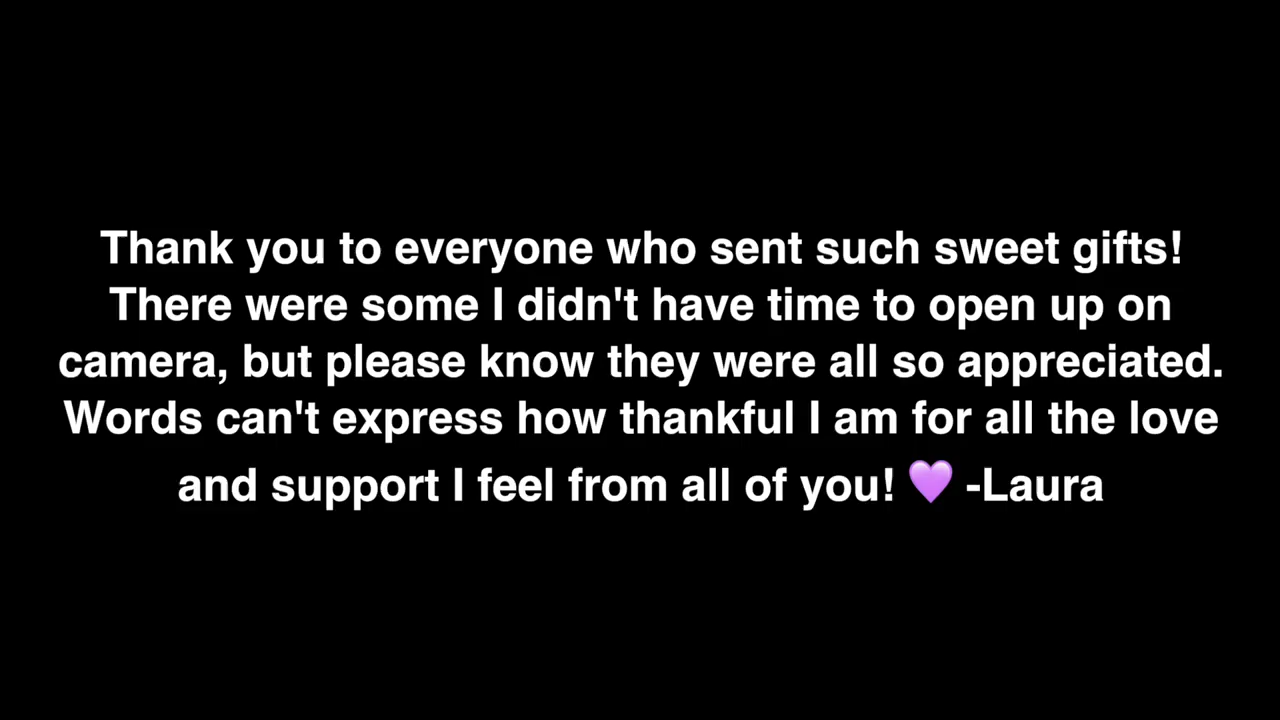 Thank you to everyone who sent such sweet gifts!
There were some I didn't have time to open up on
camera, but please know they were all so appreciated.
Words can't express how thankful I am for all the love
and support I feel from all of you! 💜 -Laura